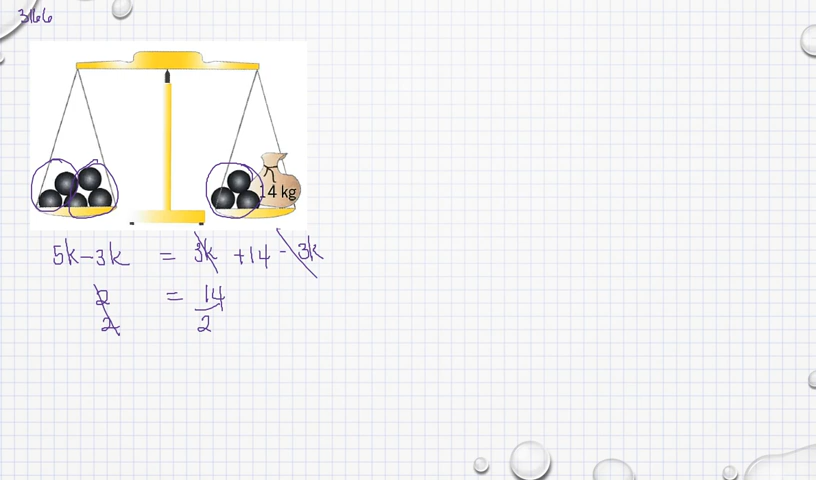 3166
14 kg
5k - 3k = 3k + 14 - 3k
2 = 14
2 2